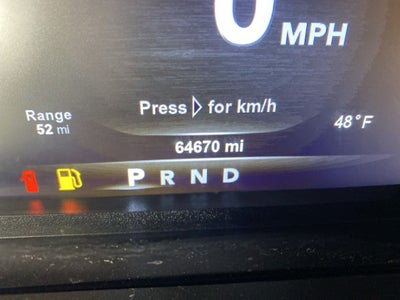 0 MPH
Press ▷ for km/h
Range
52 mi
48°F
64670 mi
P R N D